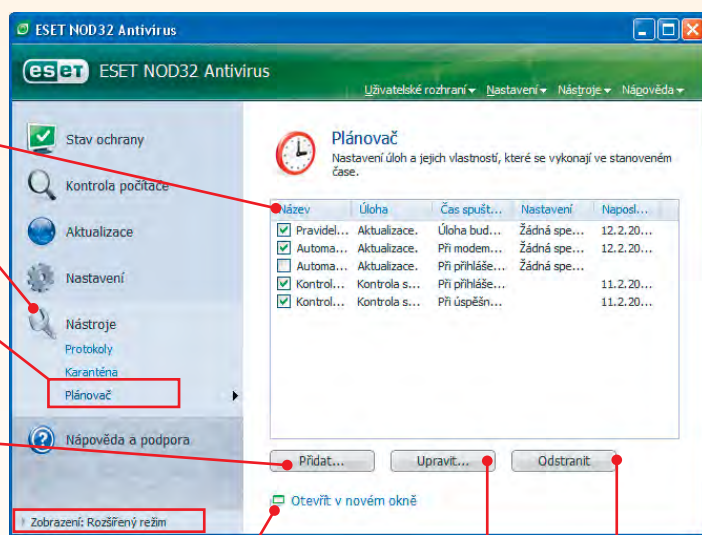 ESET NOD32 Antivirus
eset ESET NOD32 Antivirus
Uživatelské rozhraní Nastavení Nástroje Nápověda
Stav ochrany
Kontrola počítače
Aktualizace
Nastavení
Nástroje
Protokoly
Karanténa
Plánovač
Nápověda a podpora
Zobrazení: Rozšířený režim
Plánovač
Nastavení úloh a jejich vlastností, které se vykonají ve stanoveném
čase.
Název Úloha Čas spušt... Nastavení Naposl...
Pravidel... Aktualizace. Úloha bud... Žádná spe... 12.2.20...
Automa... Aktualizace. Při modem... Žádná spe... 12.2.20...
Automa... Aktualizace. Při přihláše... Žádná spe...
Kontrol... Kontrola s... Při přihláše... 11.2.20...
Kontrol... Kontrola s... Při úspěšn... 11.2.20...
Přidat... Upravit... Odstranit
Otevřít v novém okně